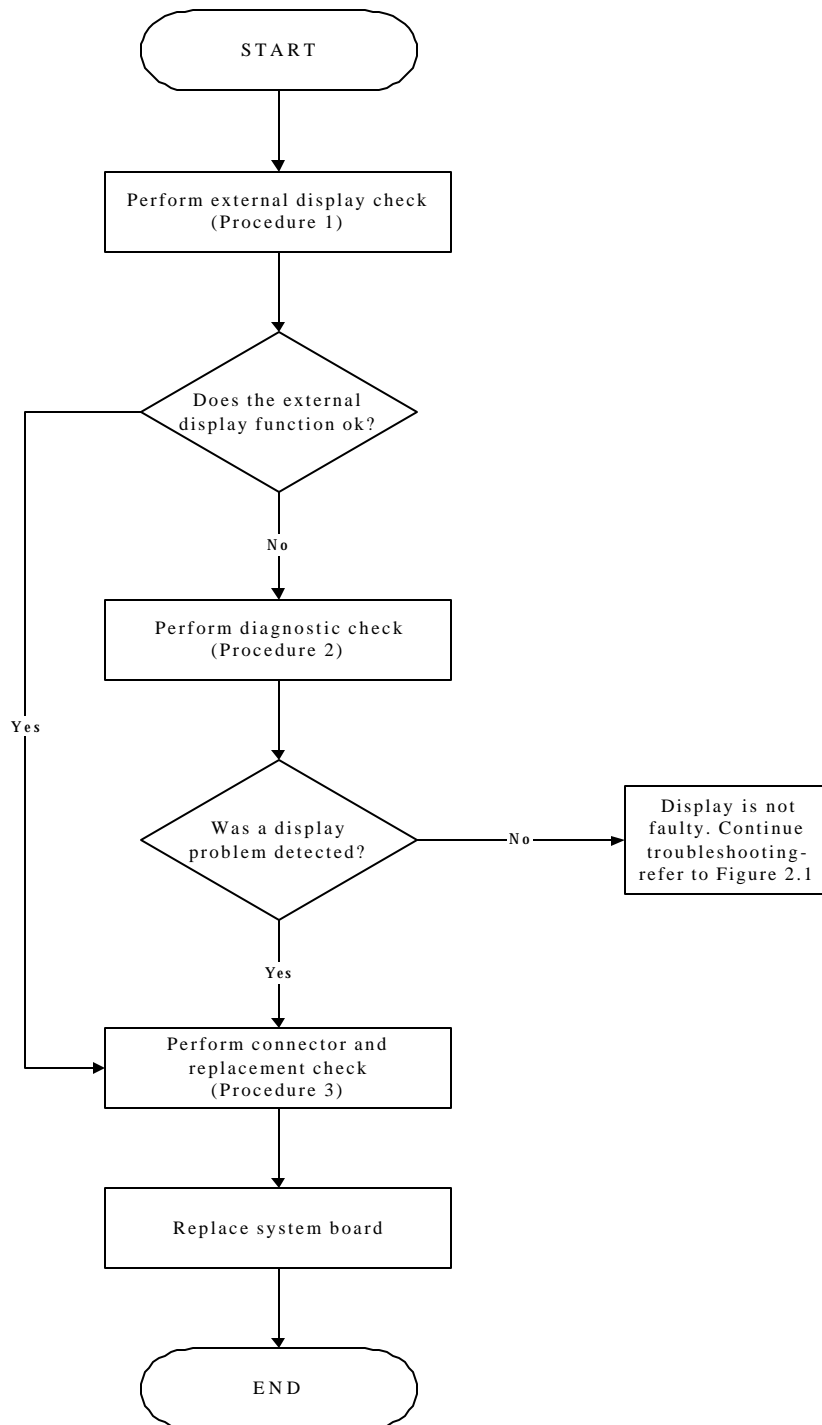 START
Perform external display check
(Procedure 1)
Does the external
display function ok?
No
Yes
Perform diagnostic check
(Procedure 2)
Was a display
problem detected?
No
Display is not
faulty. Continue
troubleshooting-
refer to Figure 2.1
Yes
Perform connector and
replacement check
(Procedure 3)
Replace system board
END